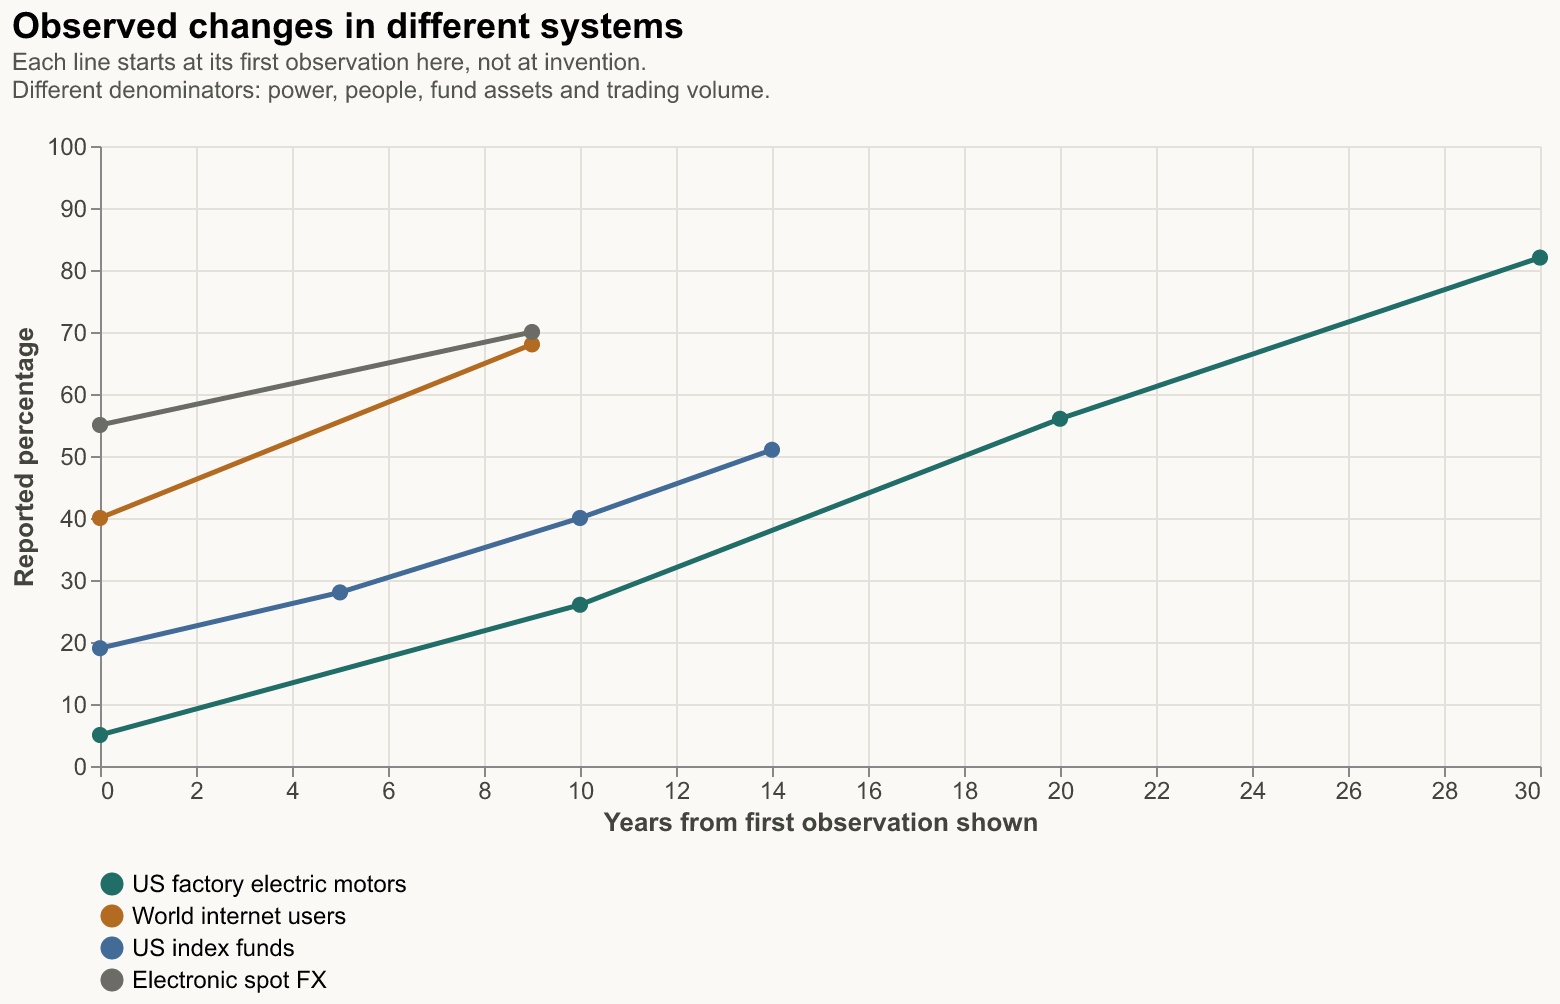 Observed changes in different systems
Each line starts at its first observation here, not at invention.
Different denominators: power, people, fund assets and trading volume.
100
90
80
70
60
50
40
30
20
10
0
Reported percentage
0 2 4 6 8 10 12 14 16 18 20 22 24 26 28 30
Years from first observation shown
US factory electric motors
World internet users
US index funds
Electronic spot FX